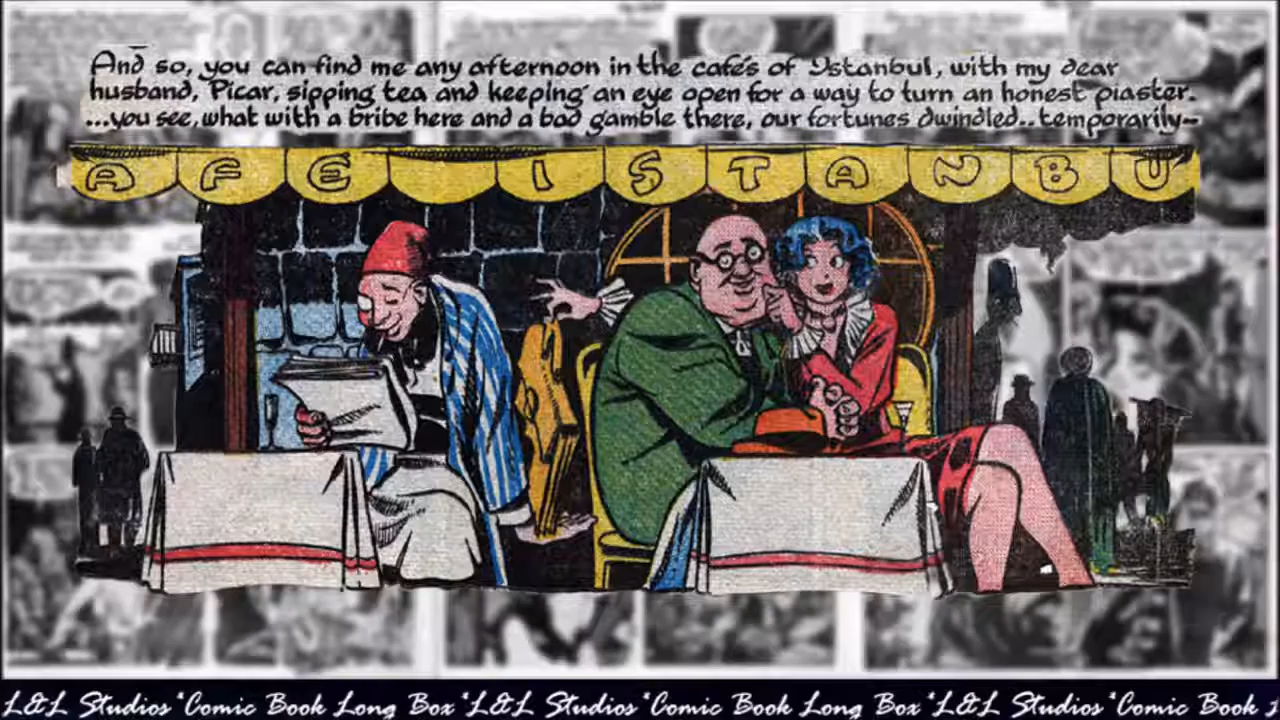 And so, you can find me any afternoon in the cafés of Ystanbul, with my dear
husband, Picar, sipping tea and keeping an eye open for a way to turn an honest piaster.
...you see, what with a bribe here and a bad gamble there, our fortunes dwindled.. temporarily—
AFE ISTANBU
L&L Studios *Comic Book Long Box *L&L Studios *Comic Book Long Box *L&L Studios *Comic Book